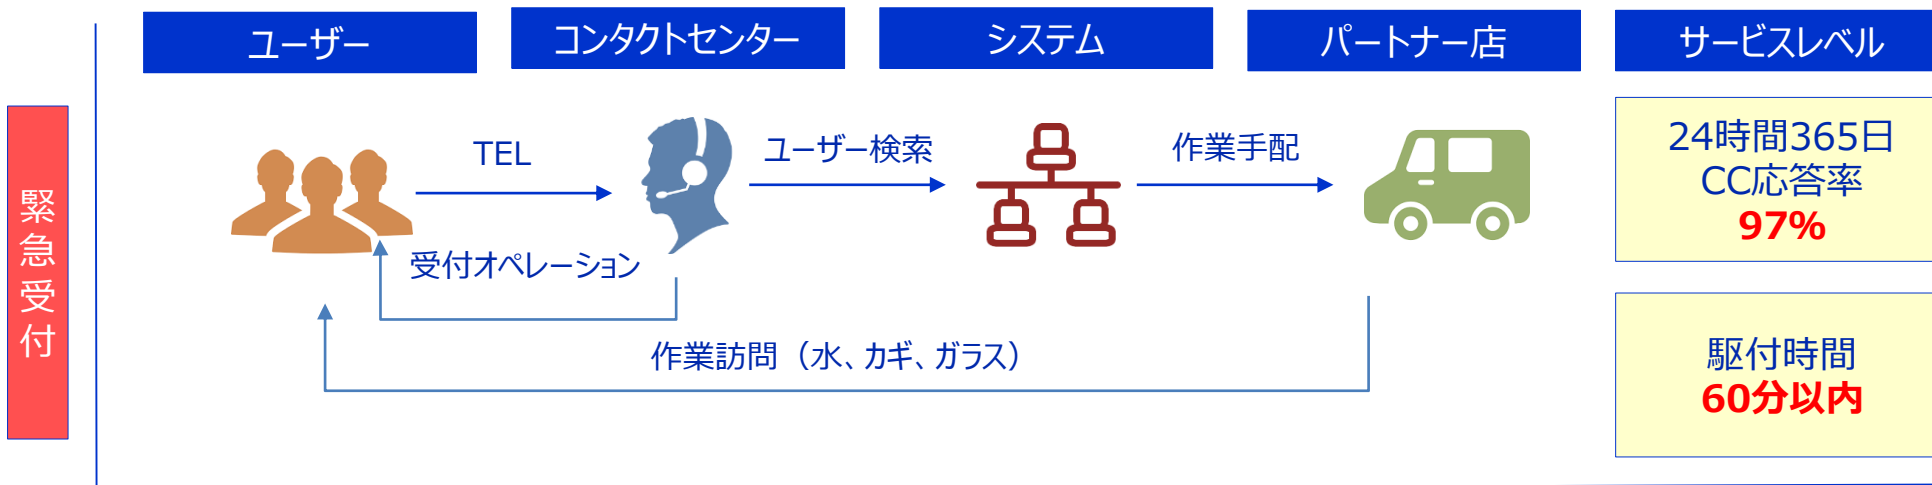 ユーザー
コンタクトセンター
システム
パートナー店
サービスレベル
緊急受付
TEL
ユーザー検索
作業手配
受付オペレーション
作業訪問（水、カギ、ガラス）
24時間365日
CC応答率
97%
駆付時間
60分以内